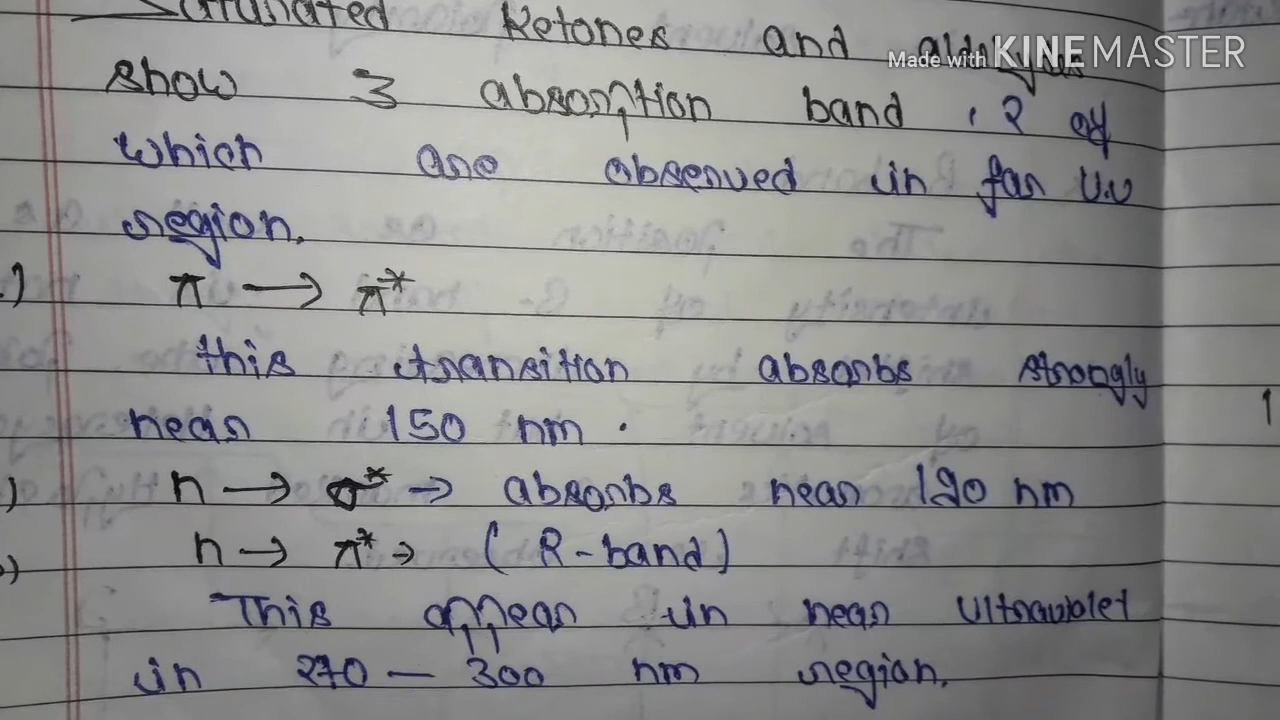 Saturated Ketones and aldehydes
Made with KINEMASTER
show 3 absorption band, 2 of
which are observed in far U.V
region.
.) π → π*
this transition absorbs strongly
near 150 nm.
) n → σ* → absorbs near 190 nm
) n → π* → (R-band)
This appear in near Ultraviolet
in 270 — 300 nm region.